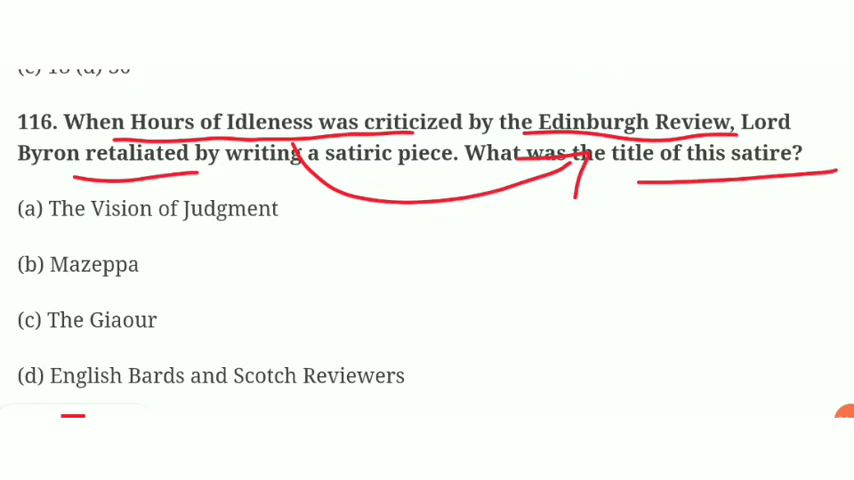 116. When Hours of Idleness was criticized by the Edinburgh Review, Lord
Byron retaliated by writing a satiric piece. What was the title of this satire?
(a) The Vision of Judgment
(b) Mazeppa
(c) The Giaour
(d) English Bards and Scotch Reviewers